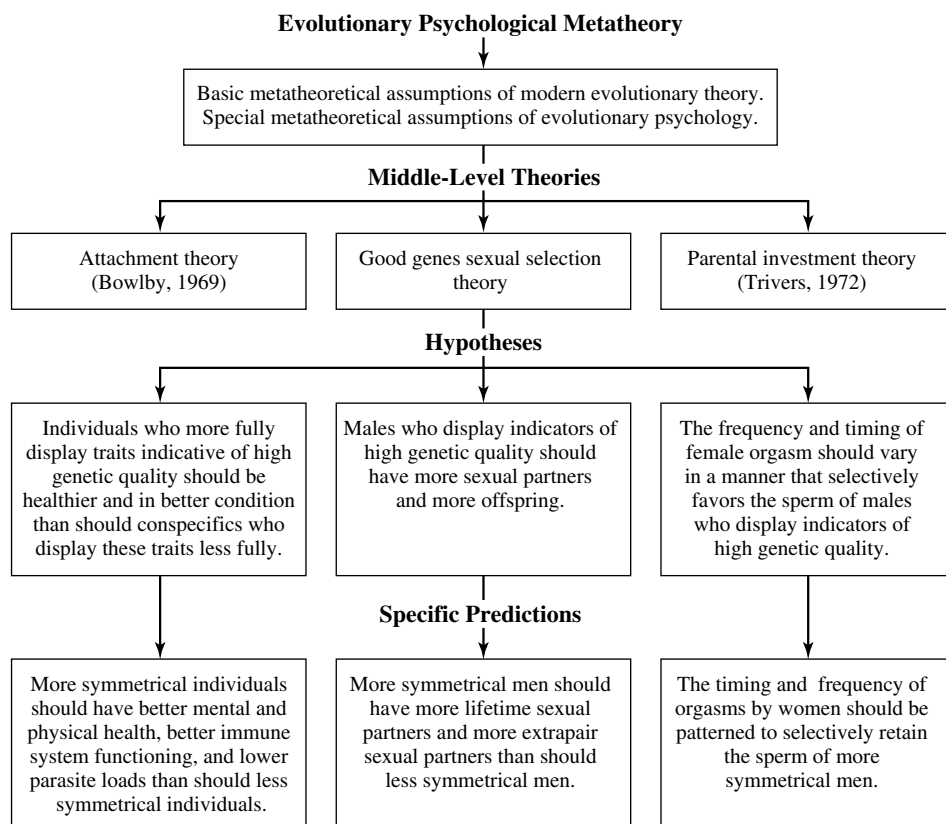 Evolutionary Psychological Metatheory
Basic metatheoretical assumptions of modern evolutionary theory.
Special metatheoretical assumptions of evolutionary psychology.
Middle-Level Theories
Attachment theory
(Bowlby, 1969)
Good genes sexual selection
theory
Parental investment theory
(Trivers, 1972)
Hypotheses
Individuals who more fully
display traits indicative of high
genetic quality should be
healthier and in better condition
than should conspecifics who
display these traits less fully.
Males who display indicators of
high genetic quality should
have more sexual partners
and more offspring.
The frequency and timing of
female orgasm should vary
in a manner that selectively
favors the sperm of males
who display indicators of
high genetic quality.
Specific Predictions
More symmetrical individuals
should have better mental and
physical health, better immune
system functioning, and lower
parasite loads than should less
symmetrical individuals.
More symmetrical men should
have more lifetime sexual
partners and more extrapair
sexual partners than should
less symmetrical men.
The timing and frequency of
orgasms by women should be
patterned to selectively retain
the sperm of more
symmetrical men.